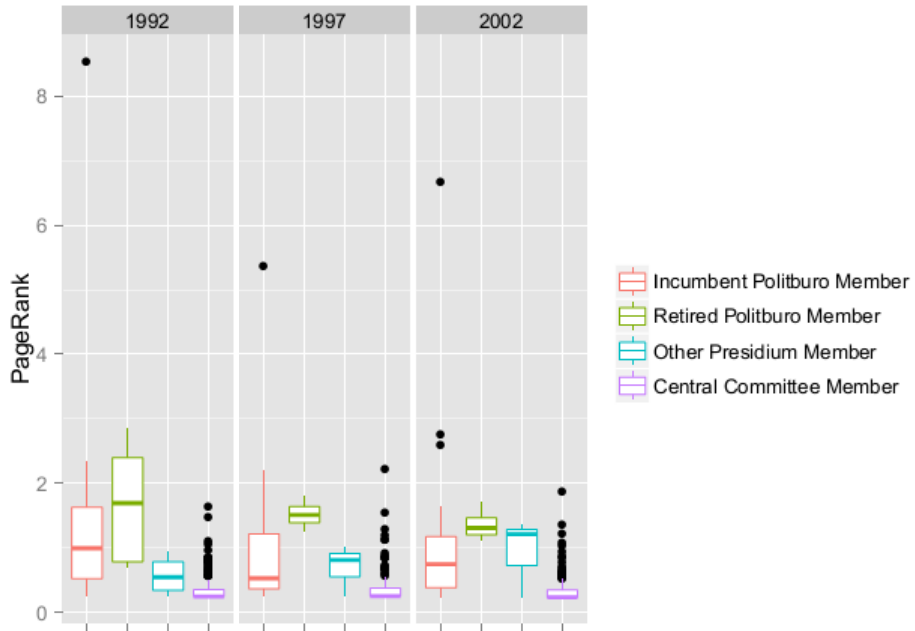 1992 1997 2002
8
6
4
2
0
PageRank
Incumbent Politburo Member
Retired Politburo Member
Other Presidium Member
Central Committee Member